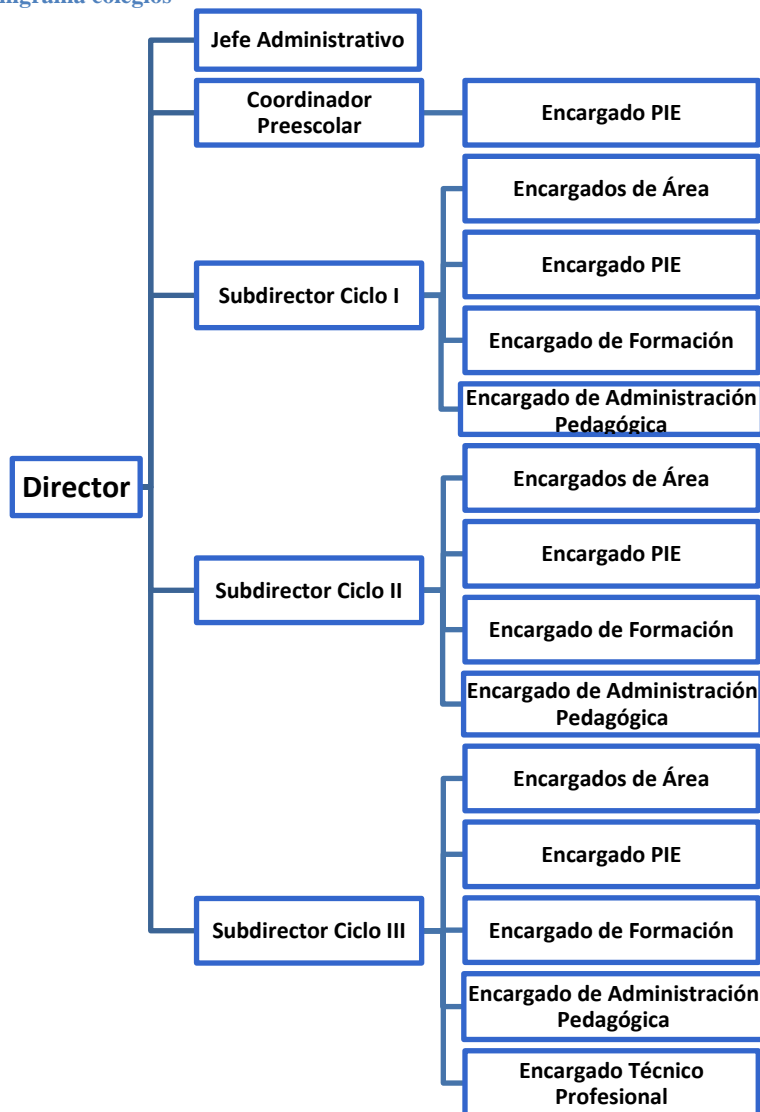 colegios
Jefe Administrativo
Coordinador
Preescolar
Encargado PIE
Encargados de Área
Encargado PIE
Subdirector Ciclo I
Encargado de Formación
Encargado de Administración
Pedagógica
Director
Encargados de Área
Encargado PIE
Subdirector Ciclo II
Encargado de Formación
Encargado de Administración
Pedagógica
Encargados de Área
Encargado PIE
Subdirector Ciclo III
Encargado de Formación
Encargado de Administración
Pedagógica
Encargado Técnico
Profesional